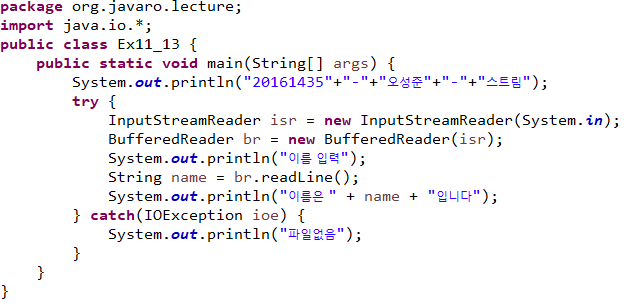 package org.javaro.lecture;
import java.io.*;
public class Ex11_13 {
    public static void main(String[] args) {
        System.out.println("20161435"+"-"+"오성준"+"-"+"스트림");
        try {
            InputStreamReader isr = new InputStreamReader(System.in);
            BufferedReader br = new BufferedReader(isr);
            System.out.println("이름 입력");
            String name = br.readLine();
            System.out.println("이름은 " + name + "입니다");
        } catch(IOException ioe) {
            System.out.println("파일없음");
        }
    }
}